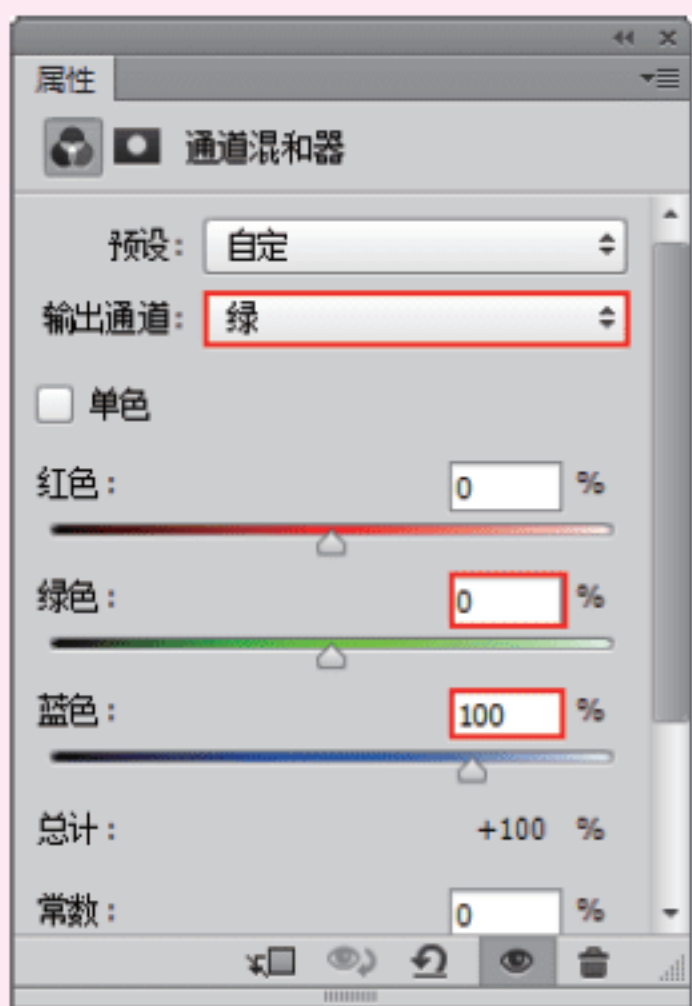 属性
通道混和器
预设： 自定
输出通道： 绿
单色
红色： 0 %
绿色： 0 %
蓝色： 100 %
总计： +100 %
常数： 0 %